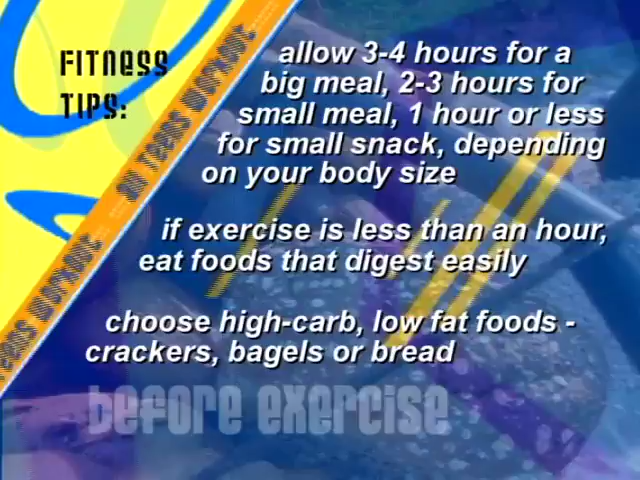 FITNESS
TIPS:
allow 3-4 hours for a
big meal, 2-3 hours for
small meal, 1 hour or less
for small snack, depending
on your body size
if exercise is less than an hour,
eat foods that digest easily
choose high-carb, low fat foods -
crackers, bagels or bread
before exercise